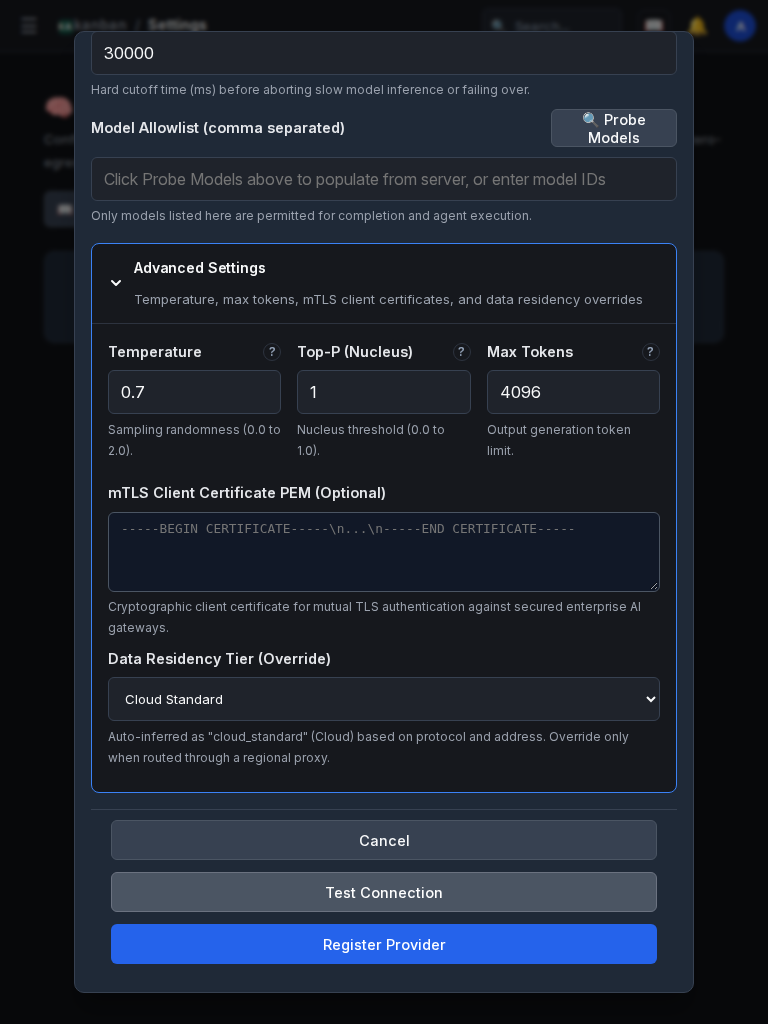 kanban / Settings
Search...
30000
Hard cutoff time (ms) before aborting slow model inference or failing over.
Model Allowlist (comma separated)
🔍 Probe
Models
Click Probe Models above to populate from server, or enter model IDs
Only models listed here are permitted for completion and agent execution.
Advanced Settings
Temperature, max tokens, mTLS client certificates, and data residency overrides
Temperature ? Top-P (Nucleus) ? Max Tokens ?
0.7 1 4096
Sampling randomness (0.0 to Nucleus threshold (0.0 to Output generation token
2.0). 1.0). limit.
mTLS Client Certificate PEM (Optional)
-----BEGIN CERTIFICATE-----\n...\n-----END CERTIFICATE-----
Cryptographic client certificate for mutual TLS authentication against secured enterprise AI
gateways.
Data Residency Tier (Override)
Cloud Standard
Auto-inferred as "cloud_standard" (Cloud) based on protocol and address. Override only
when routed through a regional proxy.
Cancel
Test Connection
Register Provider